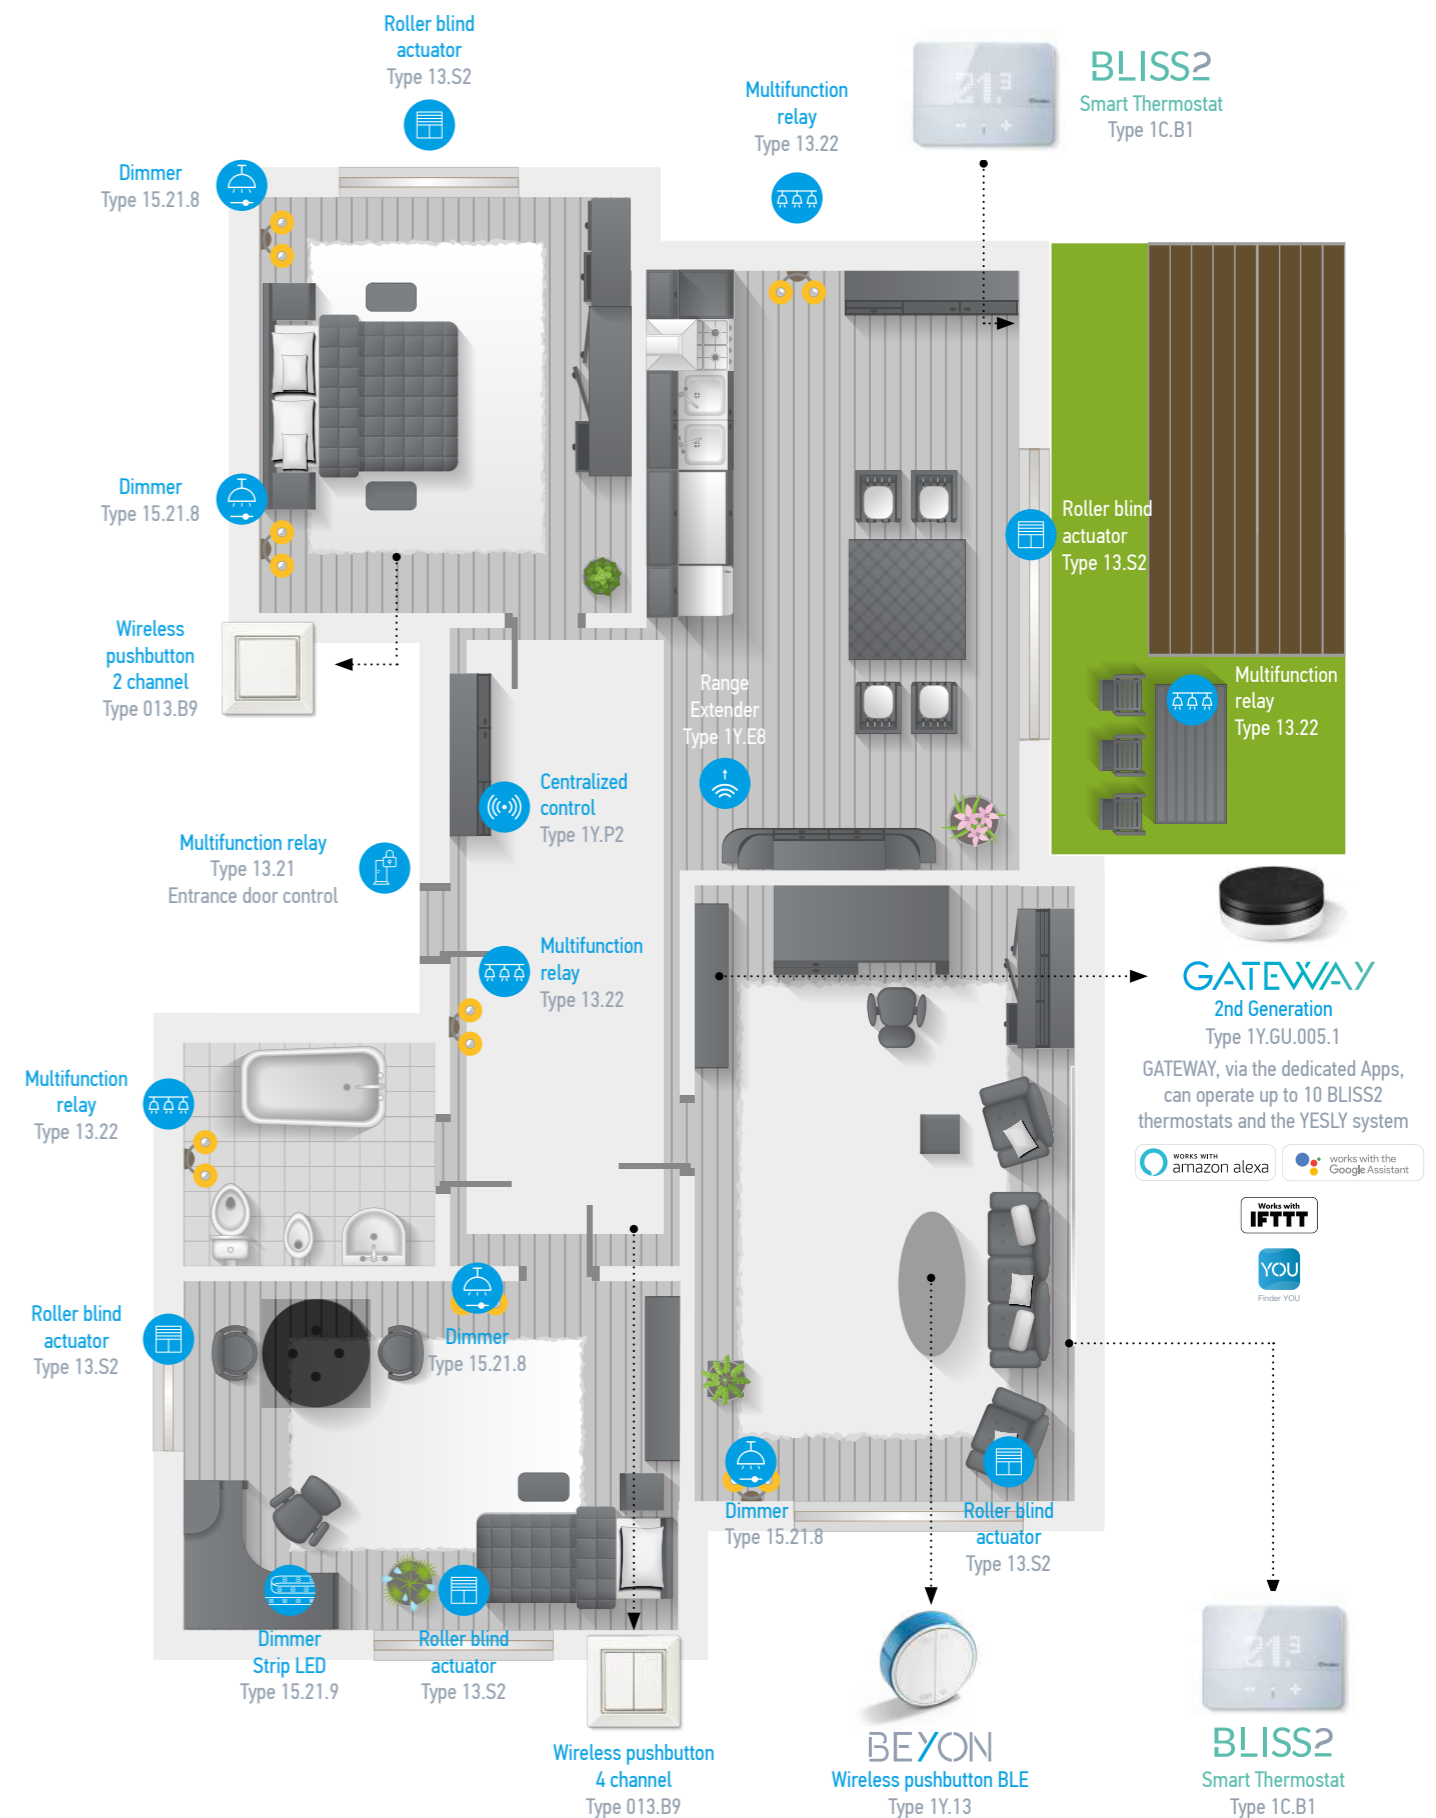 Roller blind
actuator
Type 13.S2
Multifunction
relay
Type 13.22
BLISS2
Smart Thermostat
Type 1C.B1
21.3
Dimmer
Type 15.21.8
Dimmer
Type 15.21.8
Roller blind
actuator
Type 13.S2
Wireless
pushbutton
2 channel
Type 013.B9
Range
Extender
Type 1Y.E8
Multifunction
relay
Type 13.22
Centralized
control
Type 1Y.P2
Multifunction relay
Type 13.21
Entrance door control
Multifunction
relay
Type 13.22
GATEWAY
2nd Generation
Type 1Y.GU.005.1
GATEWAY, via the dedicated Apps,
can operate up to 10 BLISS2
thermostats and the YESLY system
WORKS WITH
amazon alexa
works with the
Google Assistant
Works with
IFTTT
YOU
Finder YOU
Multifunction
relay
Type 13.22
Roller blind
actuator
Type 13.S2
Dimmer
Type 15.21.8
Dimmer
Type 15.21.8
Roller blind
actuator
Type 13.S2
Dimmer
Strip LED
Type 15.21.9
Roller blind
actuator
Type 13.S2
Wireless pushbutton
4 channel
Type 013.B9
BEYON
Wireless pushbutton BLE
Type 1Y.13
21.3
BLISS2
Smart Thermostat
Type 1C.B1